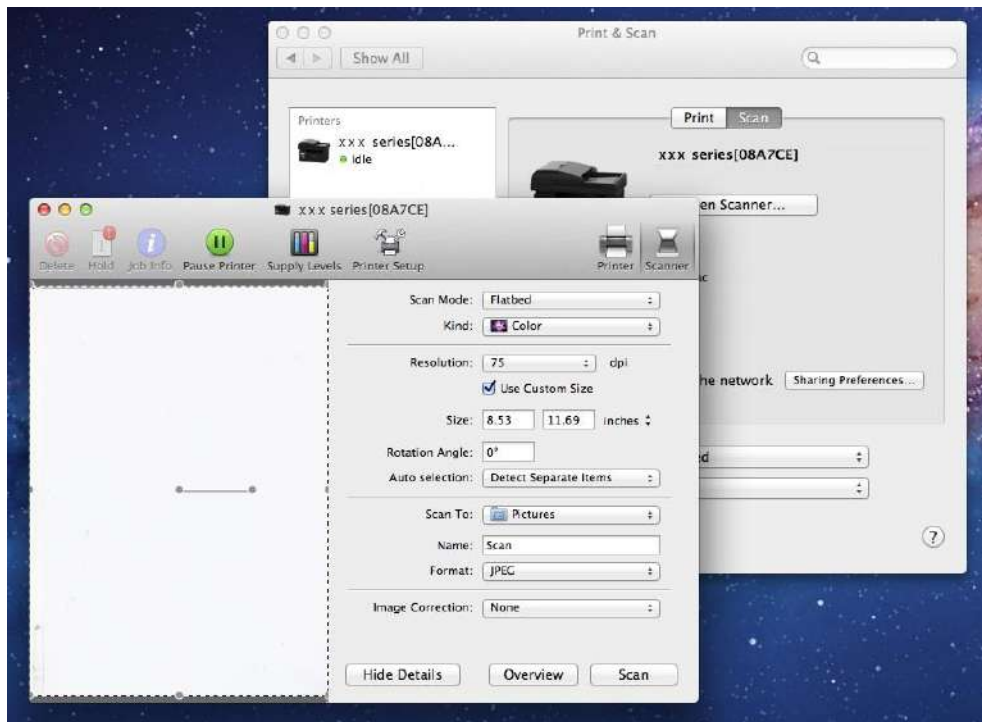 Print & Scan
Show All
Printers
xxx series[08A...
Idle
Print Scan
xxx series[08A7CE]
en Scanner...
he network Sharing Preferences...
?
xxx series[08A7CE]
Delete Hold Job Info Pause Printer Supply Levels Printer Setup Printer Scanner
Scan Mode: Flatbed
Kind: Color
Resolution: 75 dpi
Use Custom Size
Size: 8.53 11.69 inches
Rotation Angle: 0°
Auto selection: Detect Separate Items
Scan To: Pictures
Name: Scan
Format: JPEG
Image Correction: None
Hide Details Overview Scan